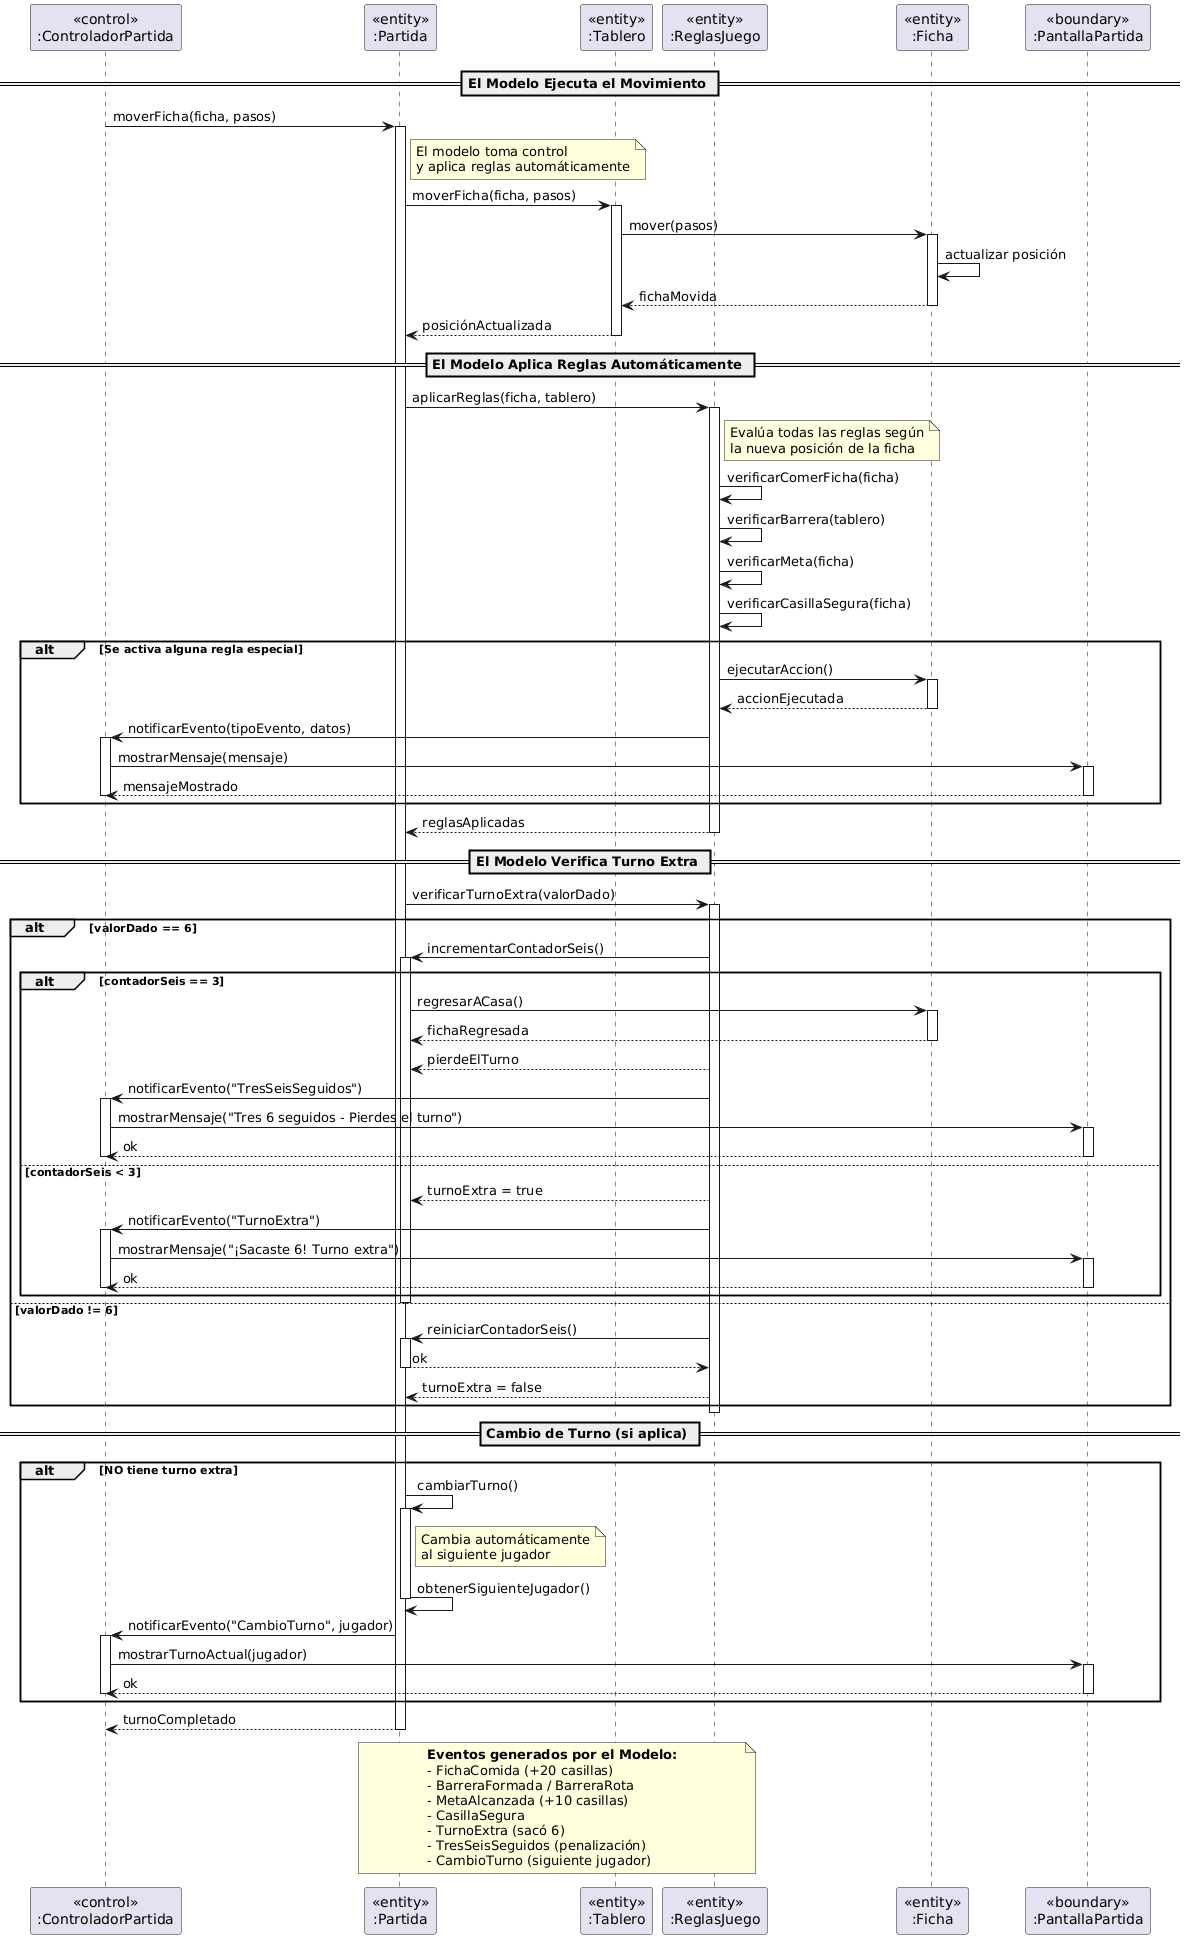 «control»
:ControladorPartida
«entity»
:Partida
«entity»
:Tablero
«entity»
:ReglasJuego
«entity»
:Ficha
«boundary»
:PantallaPartida
El Modelo Ejecuta el Movimiento
moverFicha(ficha, pasos)
El modelo toma control
y aplica reglas automáticamente
moverFicha(ficha, pasos)
mover(pasos)
actualizar posición
fichaMovida
posiciónActualizada
El Modelo Aplica Reglas Automáticamente
aplicarReglas(ficha, tablero)
Evalúa todas las reglas según
la nueva posición de la ficha
verificarComerFicha(ficha)
verificarBarrera(tablero)
verificarMeta(ficha)
verificarCasillaSegura(ficha)
alt [Se activa alguna regla especial]
ejecutarAccion()
accionEjecutada
notificarEvento(tipoEvento, datos)
mostrarMensaje(mensaje)
mensajeMostrado
reglasAplicadas
El Modelo Verifica Turno Extra
verificarTurnoExtra(valorDado)
alt [valorDado == 6]
incrementarContadorSeis()
alt [contadorSeis == 3]
regresarACasa()
fichaRegresada
pierdeElTurno
notificarEvento("TresSeisSeguidos")
mostrarMensaje("Tres 6 seguidos - Pierdes el turno")
ok
[contadorSeis < 3]
turnoExtra = true
notificarEvento("TurnoExtra")
mostrarMensaje("¡Sacaste 6! Turno extra")
ok
[valorDado != 6]
reiniciarContadorSeis()
ok
turnoExtra = false
Cambio de Turno (si aplica)
alt [NO tiene turno extra]
cambiarTurno()
Cambia automáticamente
al siguiente jugador
obtenerSiguienteJugador()
notificarEvento("CambioTurno", jugador)
mostrarTurnoActual(jugador)
ok
turnoCompletado
Eventos generados por el Modelo:
- FichaComida (+20 casillas)
- BarreraFormada / BarreraRota
- MetaAlcanzada (+10 casillas)
- CasillaSegura
- TurnoExtra (sacó 6)
- TresSeisSeguidos (penalización)
- CambioTurno (siguiente jugador)
«control»
:ControladorPartida
«entity»
:Partida
«entity»
:Tablero
«entity»
:ReglasJuego
«entity»
:Ficha
«boundary»
:PantallaPartida